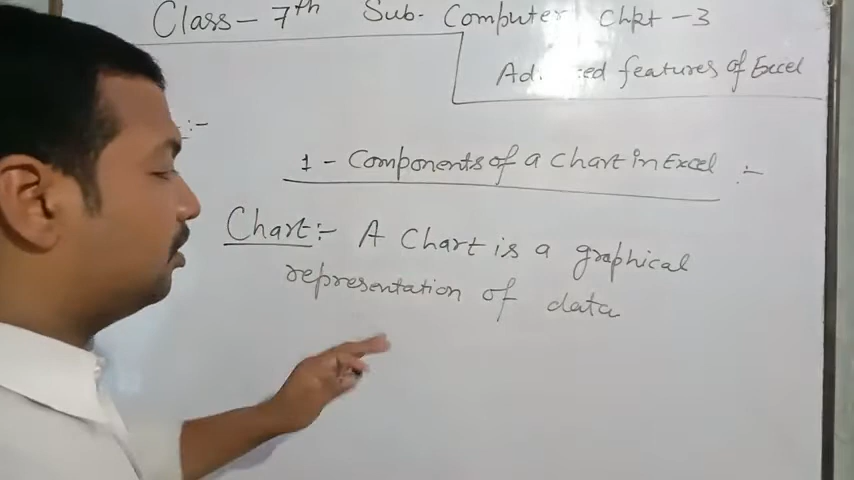 Class - 7th Sub. Computer Chpt - 3
features of Excel
:-
1 - Components of a Chart in Excel :-
Chart :- A Chart is a graphical
representation of data